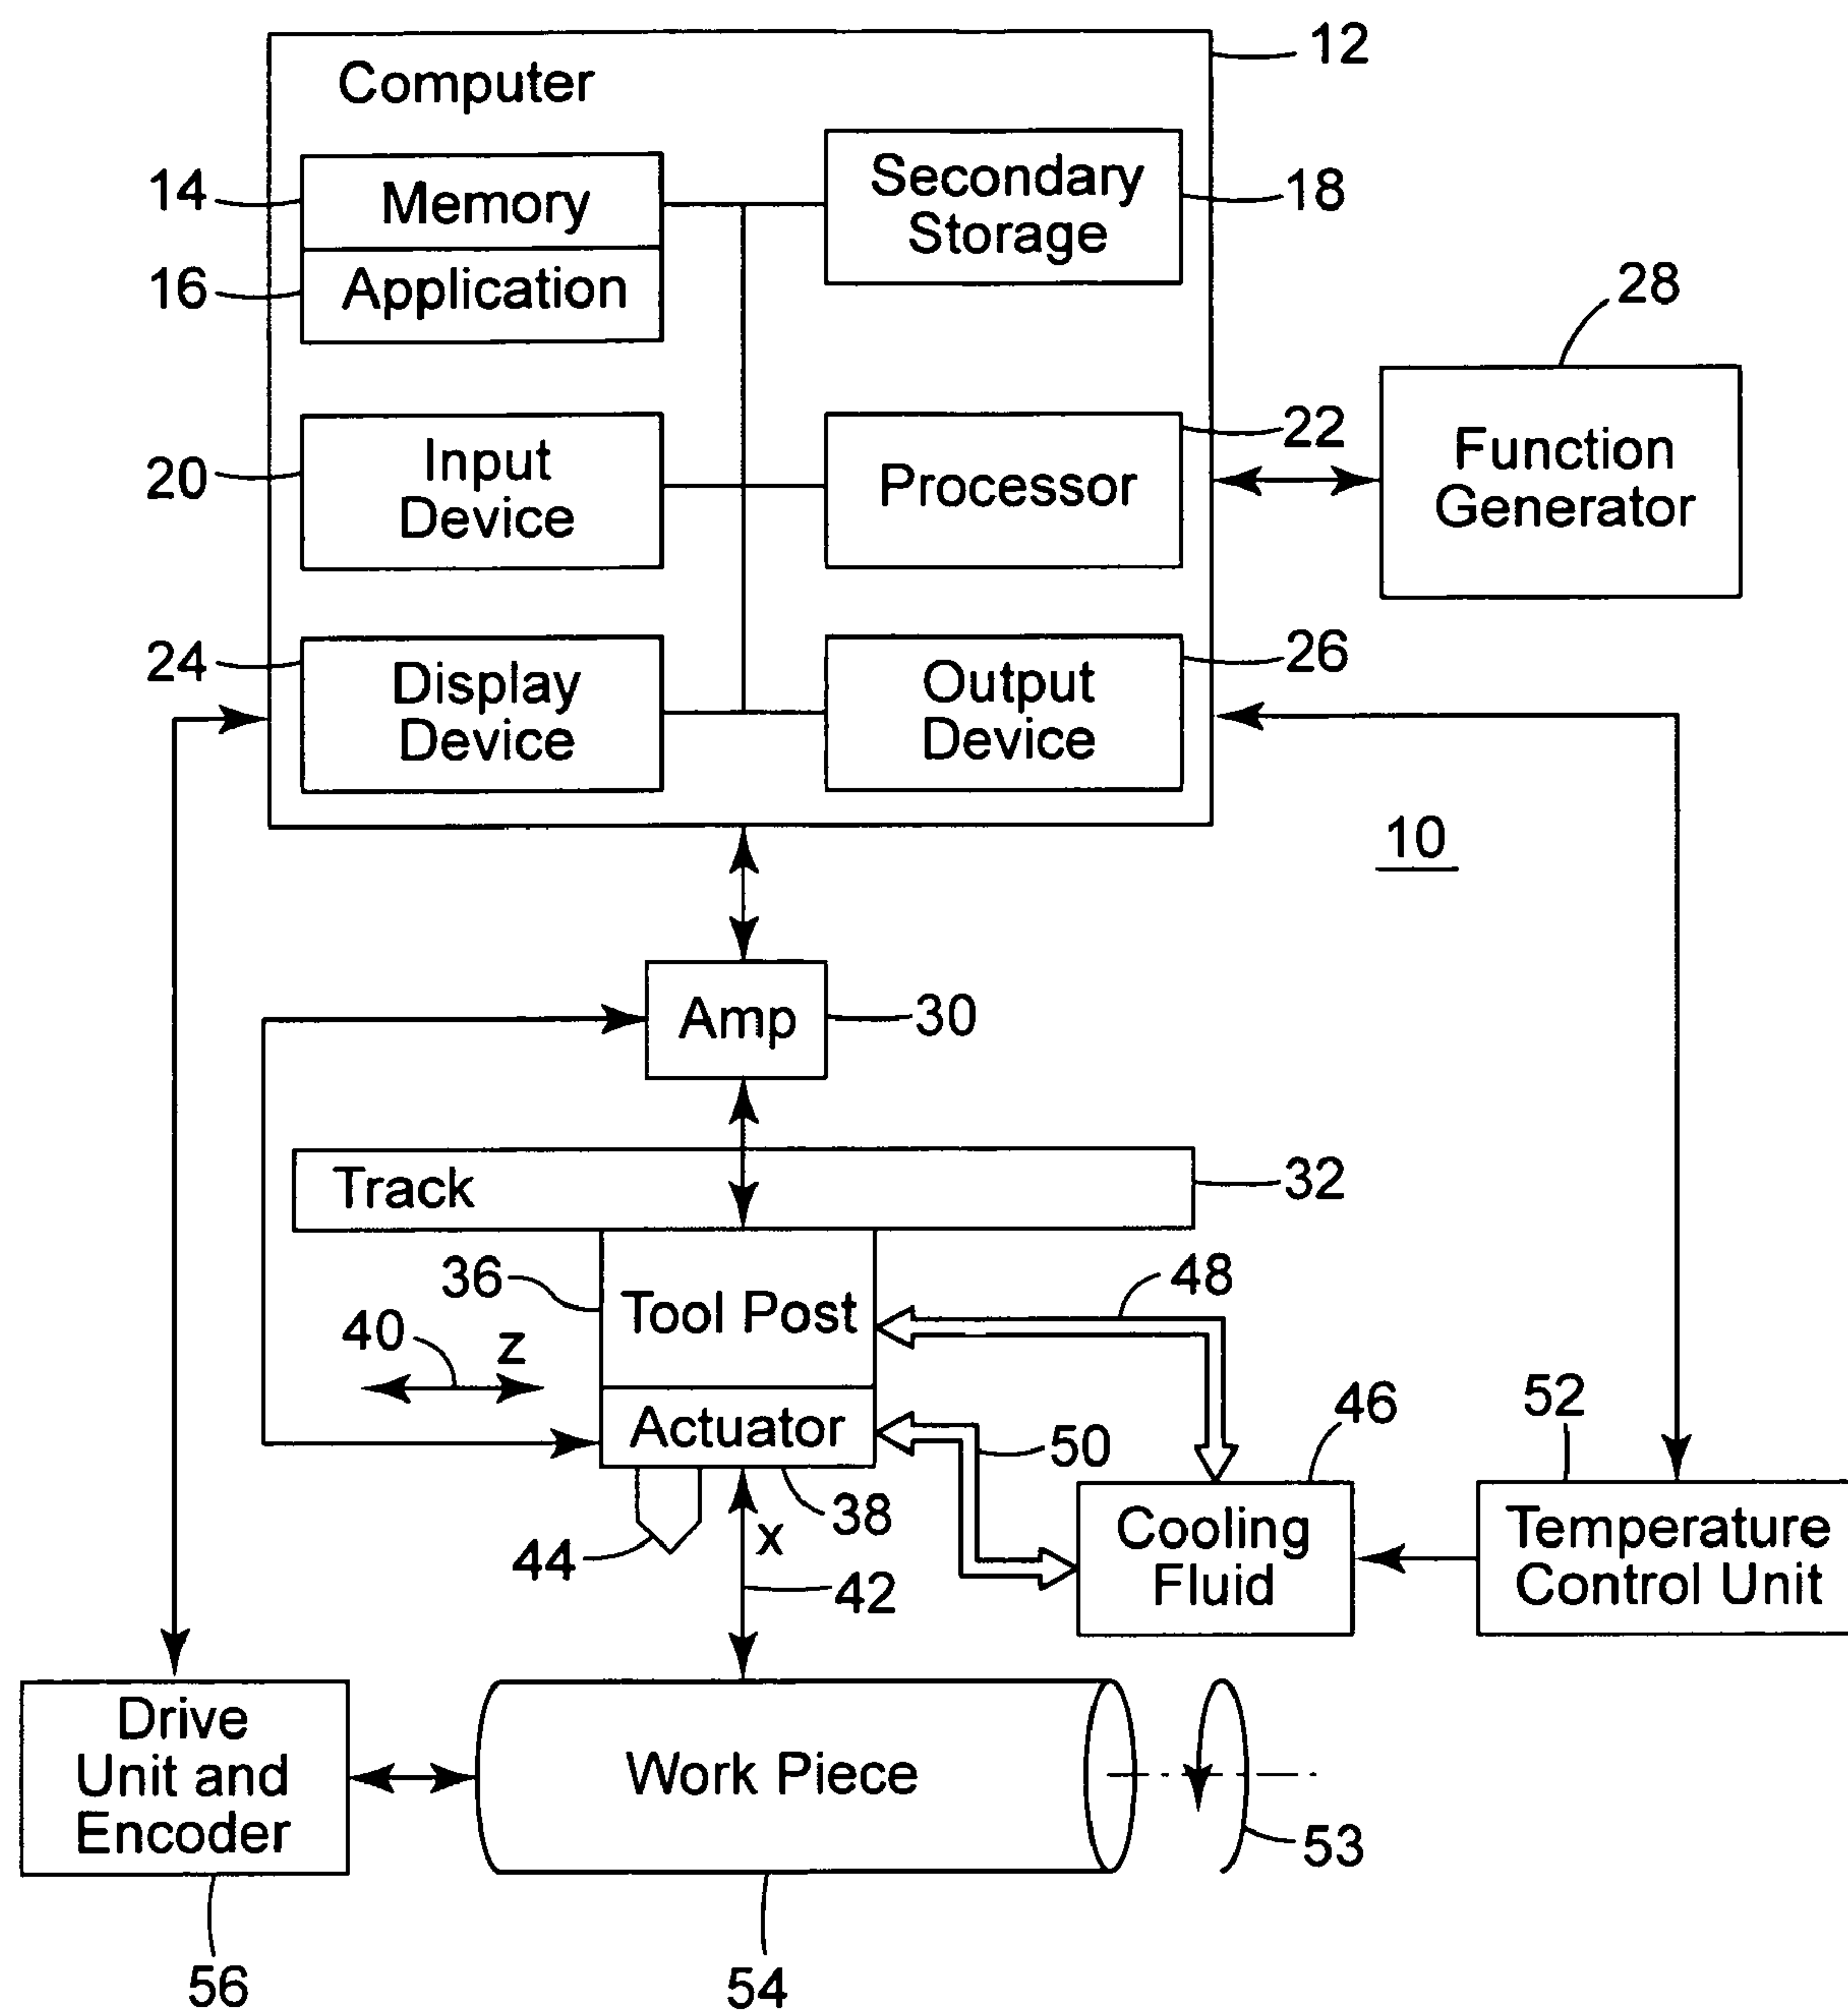 12
Computer
14
Memory
Secondary
Storage
18
16
Application
28
20
Input
Device
Processor
22
Function
Generator
24
Display
Device
Output
Device
26
10
Amp
30
Track
32
36
Tool Post
48
40
z
Actuator
50
46
52
44
x
38
42
Cooling
Fluid
Temperature
Control Unit
Drive
Unit and
Encoder
Work Piece
53
56
54